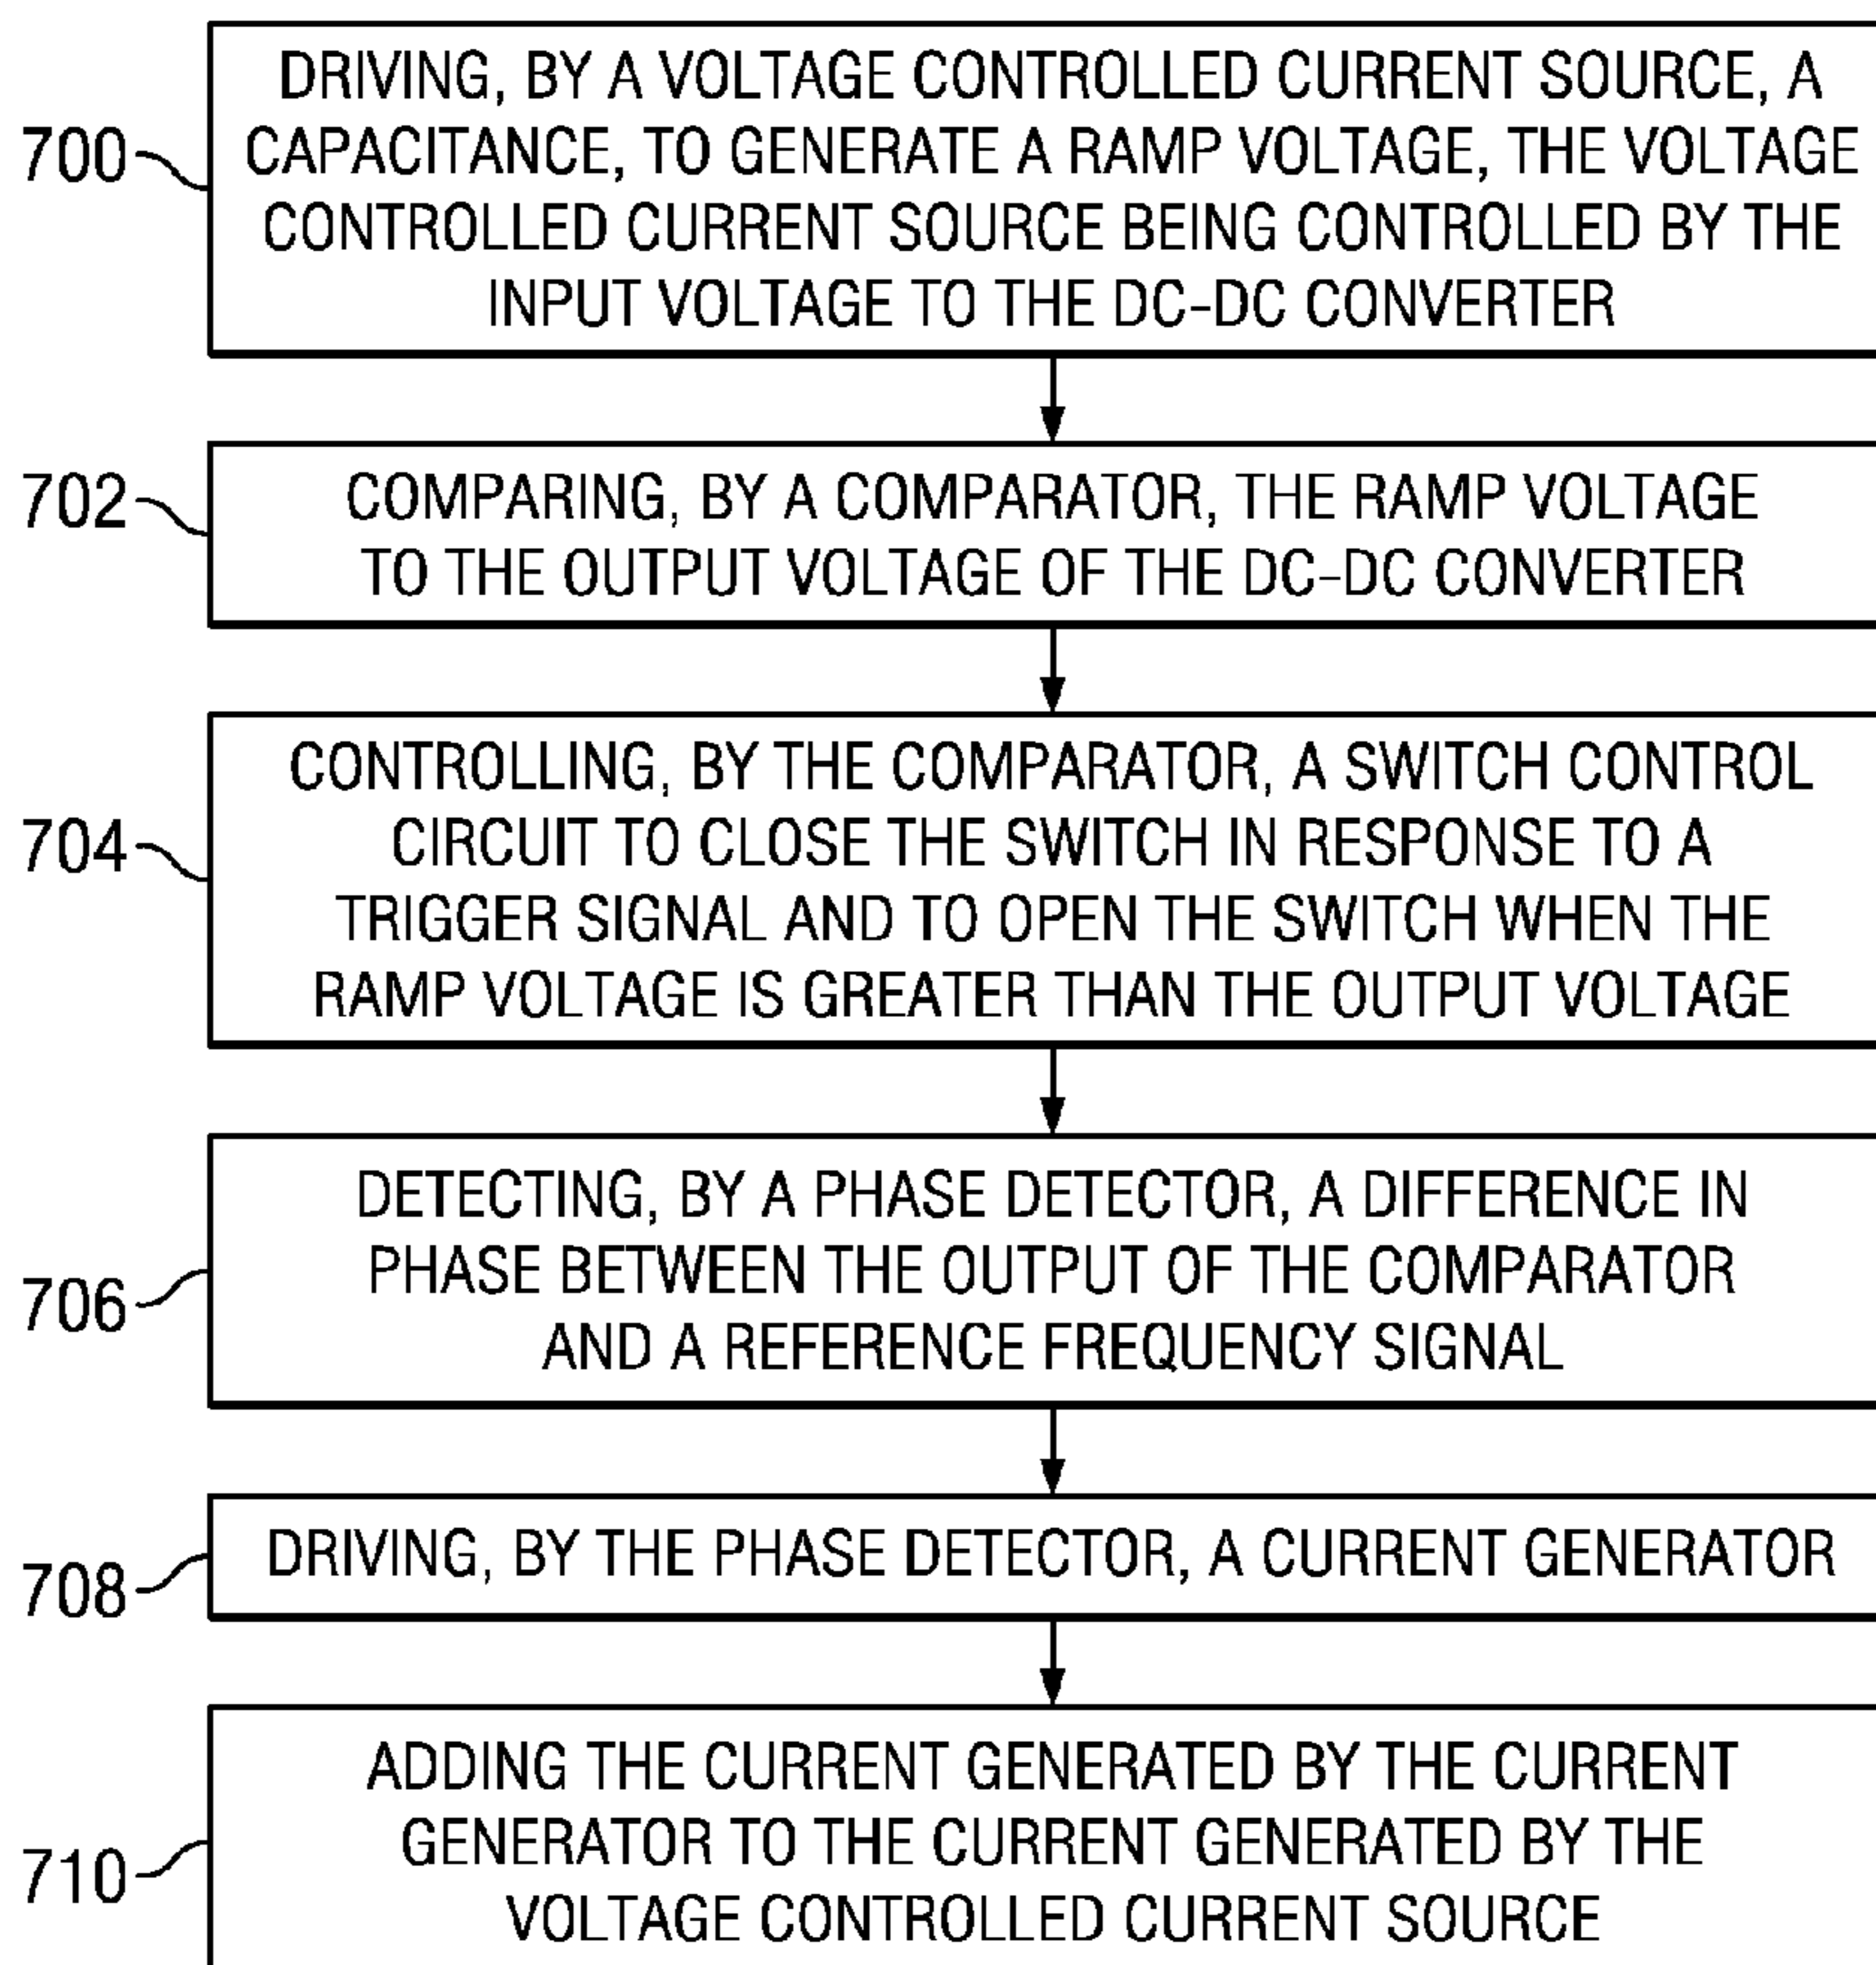 700
DRIVING, BY A VOLTAGE CONTROLLED CURRENT SOURCE, A
CAPACITANCE, TO GENERATE A RAMP VOLTAGE, THE VOLTAGE
CONTROLLED CURRENT SOURCE BEING CONTROLLED BY THE
INPUT VOLTAGE TO THE DC-DC CONVERTER
702
COMPARING, BY A COMPARATOR, THE RAMP VOLTAGE
TO THE OUTPUT VOLTAGE OF THE DC-DC CONVERTER
704
CONTROLLING, BY THE COMPARATOR, A SWITCH CONTROL
CIRCUIT TO CLOSE THE SWITCH IN RESPONSE TO A
TRIGGER SIGNAL AND TO OPEN THE SWITCH WHEN THE
RAMP VOLTAGE IS GREATER THAN THE OUTPUT VOLTAGE
706
DETECTING, BY A PHASE DETECTOR, A DIFFERENCE IN
PHASE BETWEEN THE OUTPUT OF THE COMPARATOR
AND A REFERENCE FREQUENCY SIGNAL
708
DRIVING, BY THE PHASE DETECTOR, A CURRENT GENERATOR
710
ADDING THE CURRENT GENERATED BY THE CURRENT
GENERATOR TO THE CURRENT GENERATED BY THE
VOLTAGE CONTROLLED CURRENT SOURCE